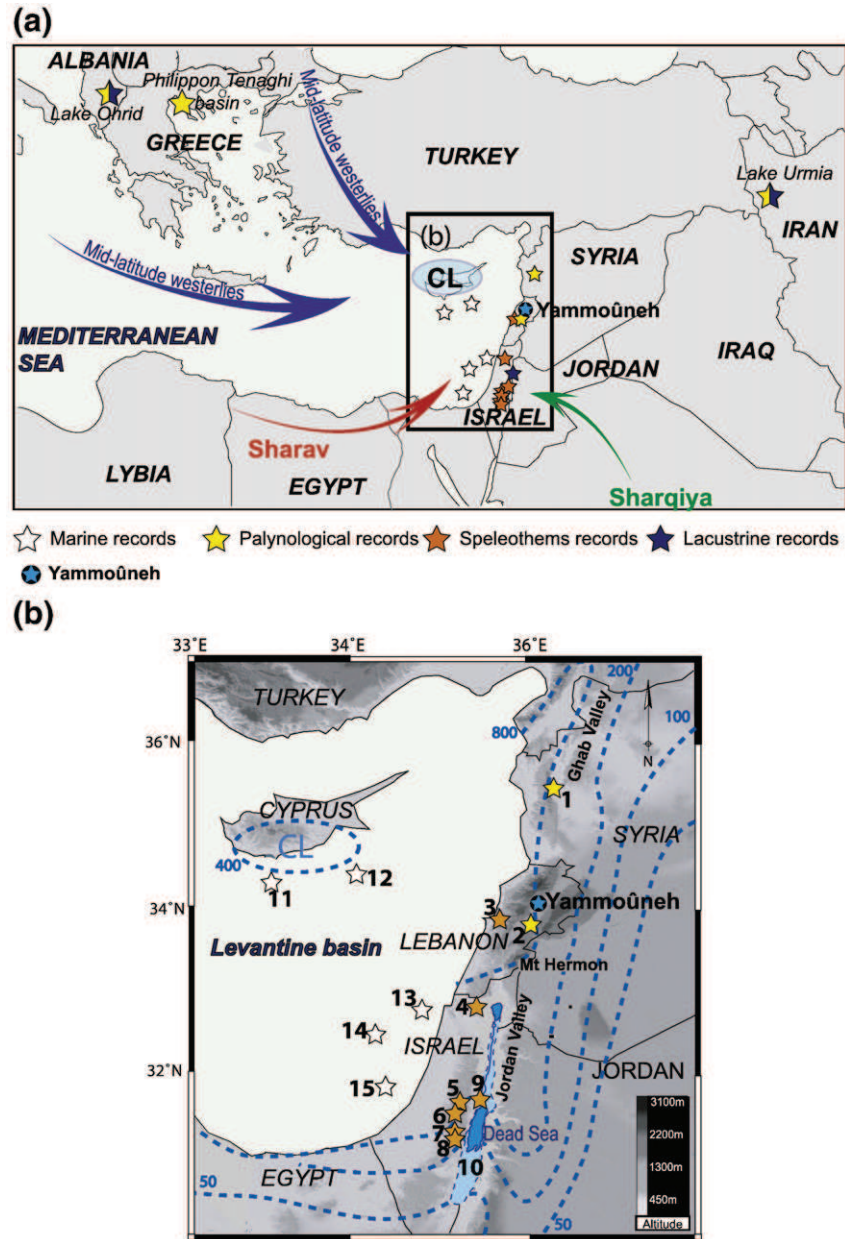 (a)
ALBANIA
Philippon Tenaghi
basin
Lake Ohrid
GREECE
Mid-latitude westerlies
TURKEY
Lake Urmia
IRAN
(b)
SYRIA
CL
Mid-latitude westerlies
Yammoûneh
MEDITERRANEAN
SEA
IRAQ
JORDAN
ISRAEL
Sharav
LYBIA
EGYPT
Sharqiya
Marine records
Palynological records
Speleothems records
Lacustrine records
Yammoûneh
(b)
33˚E
34˚E
36˚E
TURKEY
200
100
800
Ghab Valley
N
36°N
1
CYPRUS
SYRIA
CL
400
12
11
Yammoûneh
34°N
3
2
LEBANON
Levantine basin
Mt Hermon
13
4
14
ISRAEL
Jordan Valley
32°N
15
5
9
JORDAN
6
7
8
Dead Sea
10
EGYPT
50
50
3100m
2200m
1300m
450m
Altitude